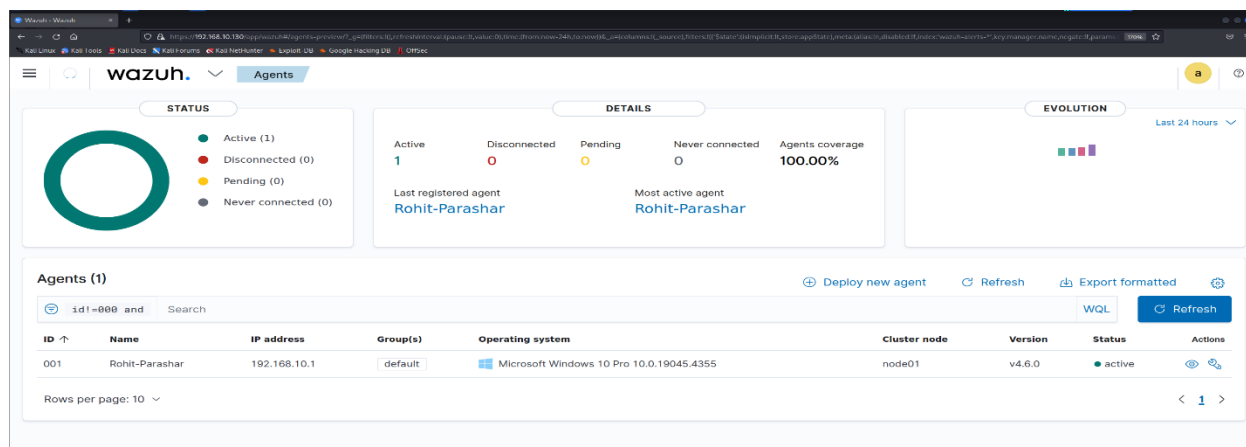 Wazuh - Wazuh
Kali Linux Kali Tools Kali Docs Kali Forums Kali NetHunter Exploit-DB Google Hacking DB OffSec
wazuh. Agents a
STATUS
Active (1)
Disconnected (0)
Pending (0)
Never connected (0)
DETAILS
Active Disconnected Pending Never connected Agents coverage
1 0 0 0 100.00%
Last registered agent Most active agent
Rohit-Parashar Rohit-Parashar
EVOLUTION
Last 24 hours
Agents (1) Deploy new agent Refresh Export formatted
id!=000 and Search WQL Refresh
ID Name IP address Group(s) Operating system Cluster node Version Status Actions
001 Rohit-Parashar 192.168.10.1 default Microsoft Windows 10 Pro 10.0.19045.4355 node01 v4.6.0 active
Rows per page: 10 < 1 >